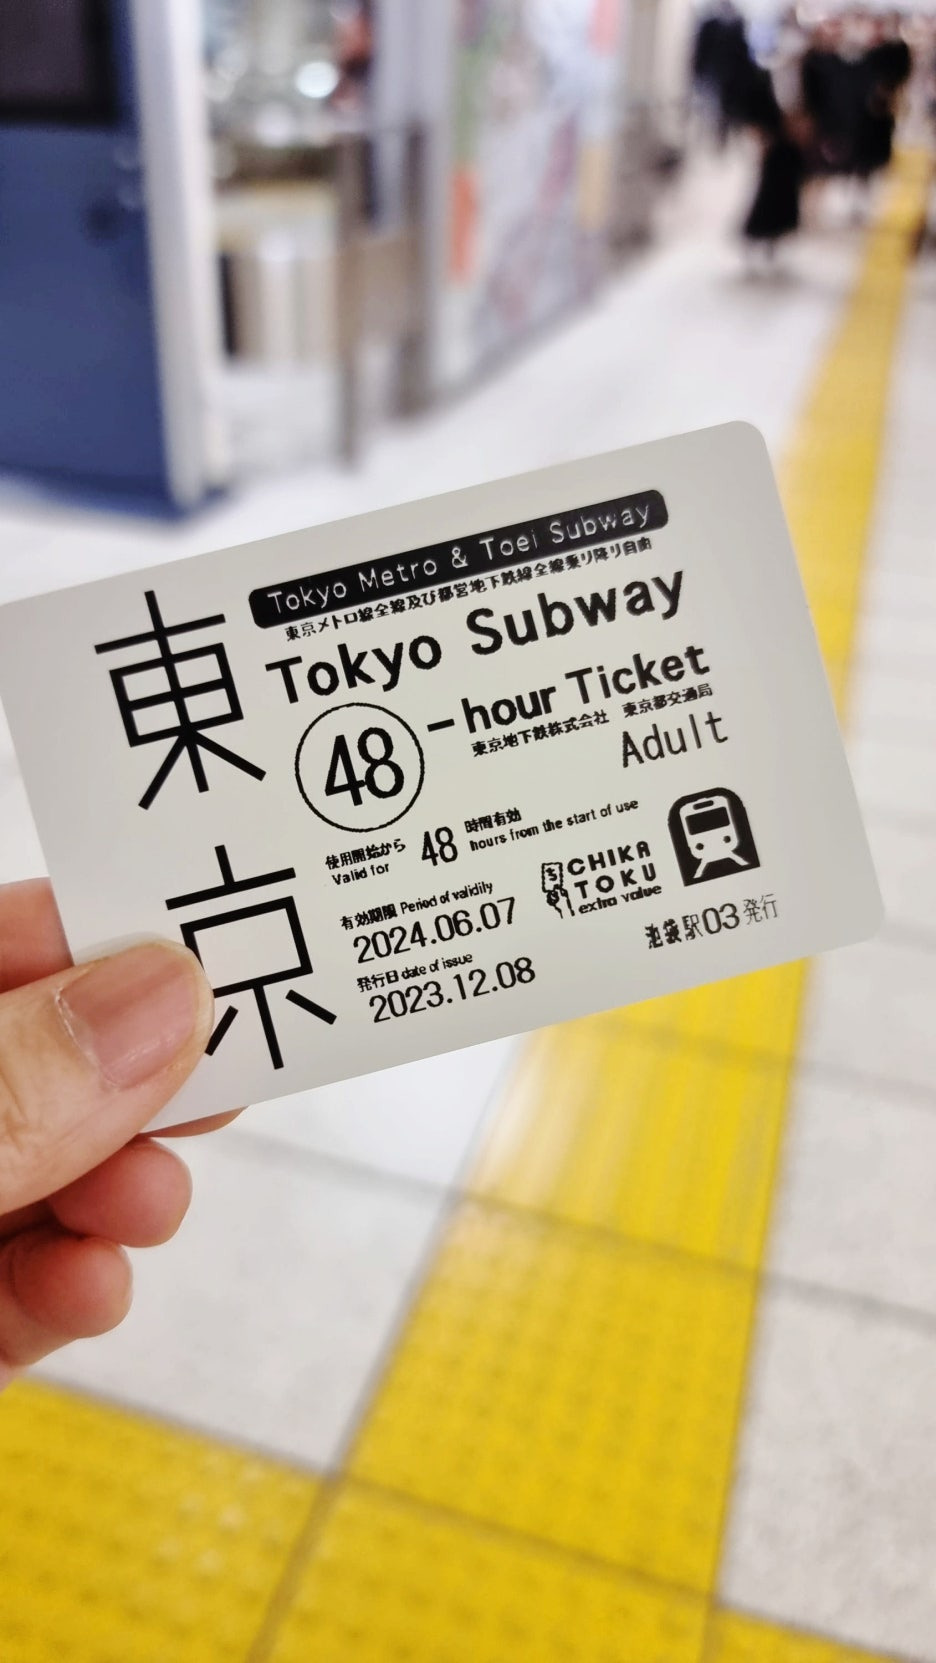 東京
Tokyo Metro & Toei Subway
東京メトロ線全線及び都営地下鉄線全線乗り降り自由
Tokyo Subway
48-hour Ticket
東京地下鉄株式会社 東京都交通局
Adult
使用開始から 48 時間有効
Valid for 48 hours from the start of use
有効期限 Period of validity
2024.06.07
発行日 date of issue
2023.12.08
CHIKA
TOKU
extra value
池袋駅03発行